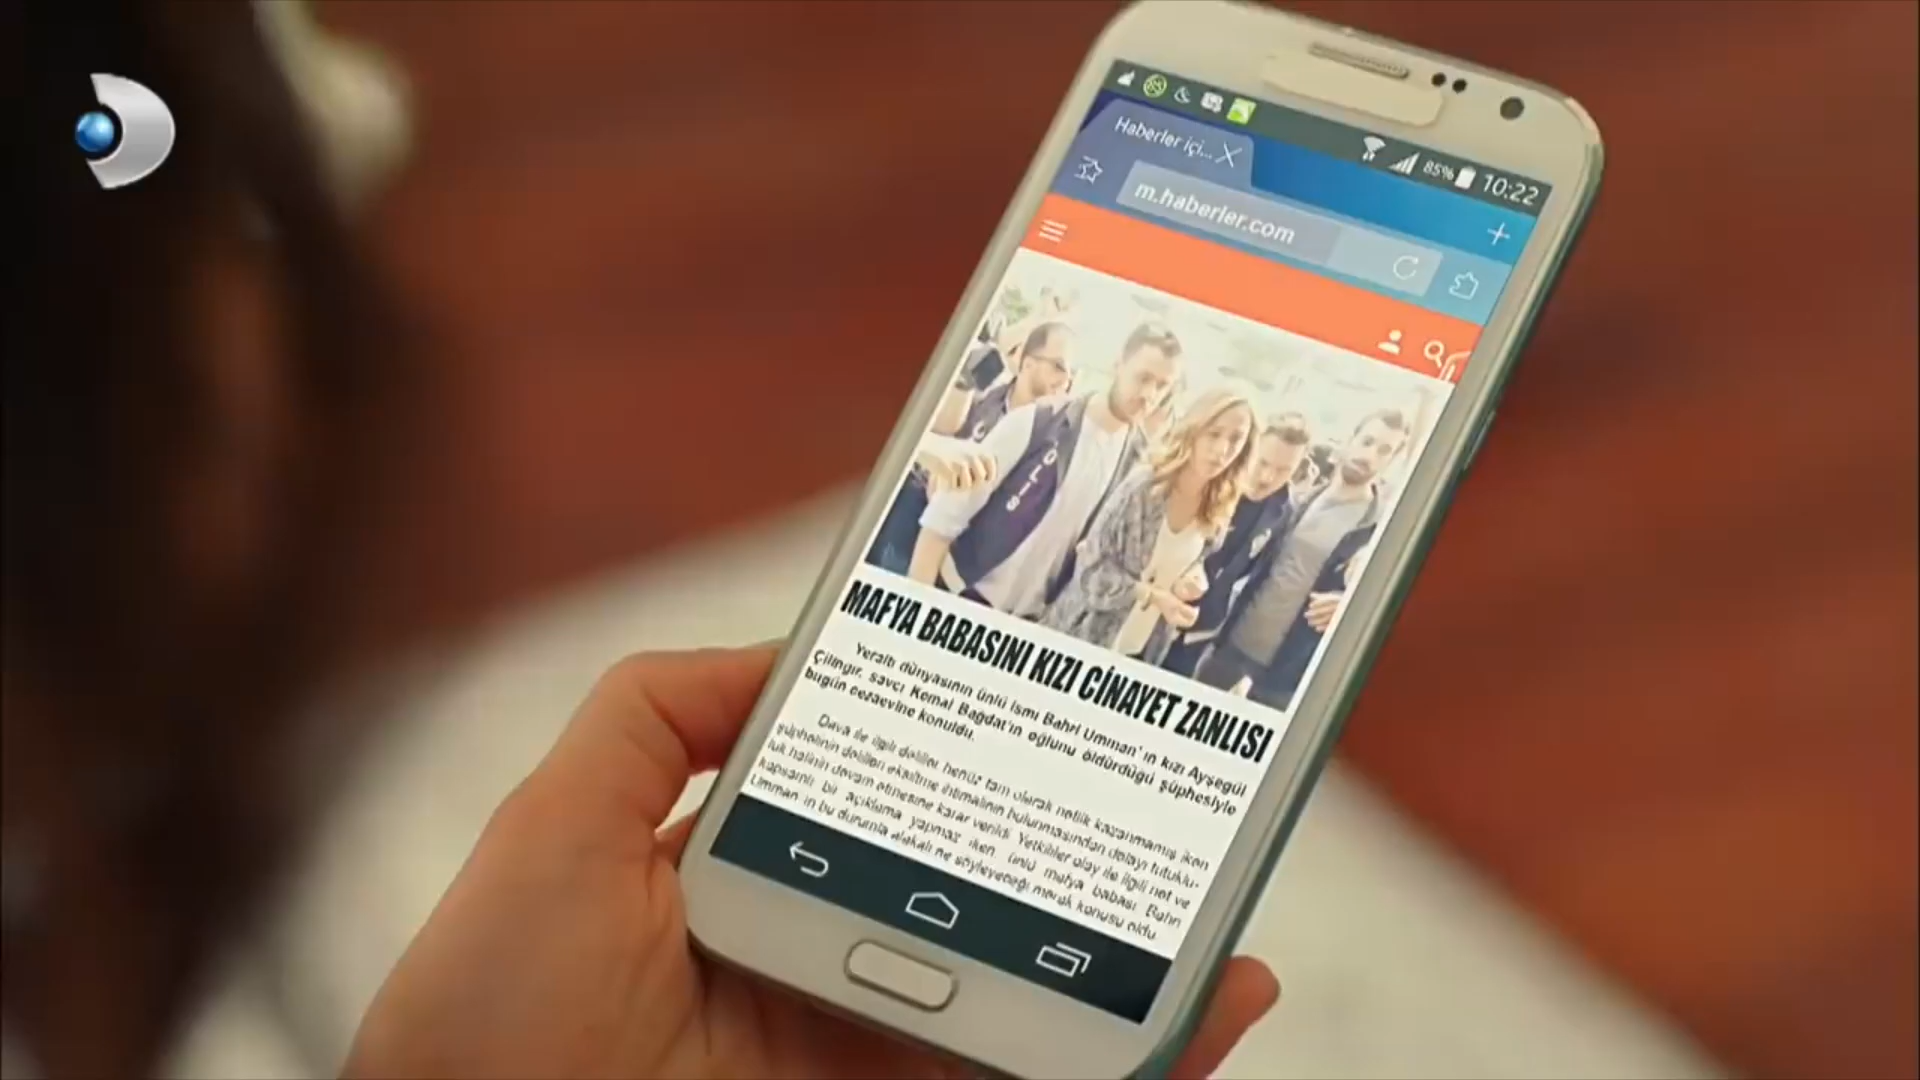 Haberler içi...
85% 10:22
m.haberler.com
POLİS
MAFYA BABASINI KIZI CİNAYET ZANLISI
Yeraltı dünyasının ünlü ismi Bahri Umman' ın kızı Ayşegül
Çilingir, savcı Kemal Bağdat'ın oğlunu öldürdüğü şüphesiyle
bugün cezaevine konuldu.
Dava ile ilgili deliller henüz tam olarak netlik kazanmamış iken
şüphelinin delilleri eksiltme ihtimalinin bulunmasından dolayı tutuklu-
luk halinin devam etmesine karar verildi. Yetkililer olay ile ilgili net ve
kapsamlı bir açıklama yapmaz iken, ünlü mafya babası Bahri
Umman'ın bu durumla alakalı ne söyleyeceği merak konusu oldu